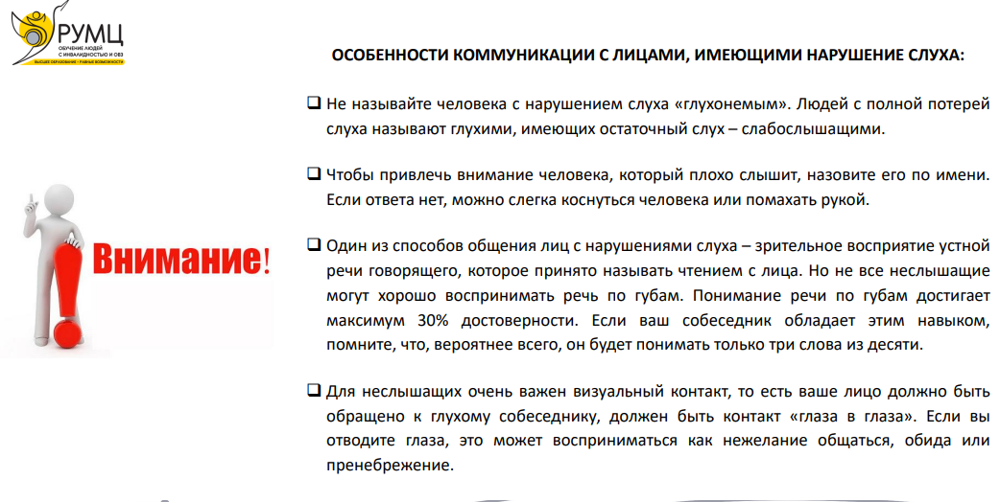 РУМЦ
ОБУЧЕНИЕ ЛЮДЕЙ
С ИНВАЛИДНОСТЬЮ И ОВЗ
ВЫСШЕЕ ОБРАЗОВАНИЕ - РАВНЫЕ ВОЗМОЖНОСТИ
ОСОБЕННОСТИ КОММУНИКАЦИИ С ЛИЦАМИ, ИМЕЮЩИМИ НАРУШЕНИЕ СЛУХА:
Не называйте человека с нарушением слуха «глухонемым». Людей с полной потерей
слуха называют глухими, имеющих остаточный слух – слабослышащими.
Чтобы привлечь внимание человека, который плохо слышит, назовите его по имени.
Если ответа нет, можно слегка коснуться человека или помахать рукой.
Внимание!
Один из способов общения лиц с нарушениями слуха – зрительное восприятие устной
речи говорящего, которое принято называть чтением с лица. Но не все неслышащие
могут хорошо воспринимать речь по губам. Понимание речи по губам достигает
максимум 30% достоверности. Если ваш собеседник обладает этим навыком,
помните, что, вероятнее всего, он будет понимать только три слова из десяти.
Для неслышащих очень важен визуальный контакт, то есть ваше лицо должно быть
обращено к глухому собеседнику, должен быть контакт «глаза в глаза». Если вы
отводите глаза, это может восприниматься как нежелание общаться, обида или
пренебрежение.